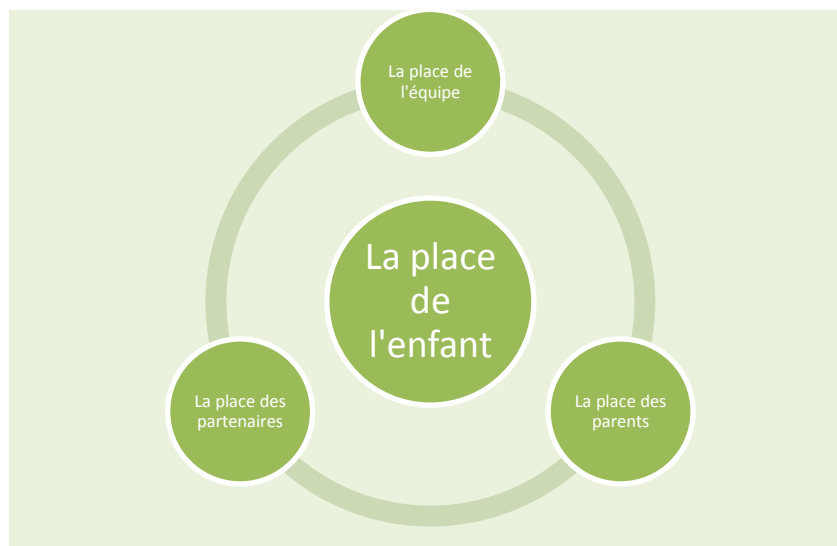 La place de
l'équipe
La place
de
l'enfant
La place des
partenaires
La place des
parents